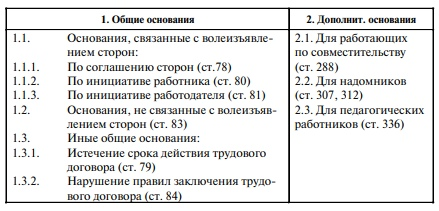 1. Общие основания
1.1. Основания, связанные с волеизъявле-
нием сторон:
1.1.1. По соглашению сторон (ст.78)
1.1.2. По инициативе работника (ст. 80)
1.1.3. По инициативе работодателя (ст. 81)
1.2. Основания, не связанные с волеизъяв-
лением сторон (ст. 83)
1.3. Иные общие основания:
1.3.1. Истечение срока действия трудового
договора (ст. 79)
1.3.2. Нарушение правил заключения трудо-
вого договора (ст. 84)
2. Дополнит. основания
2.1. Для работающих
по совместительству
(ст. 288)
2.2. Для надомников
(ст. 307, 312)
2.3. Для педагогических
работников (ст. 336)